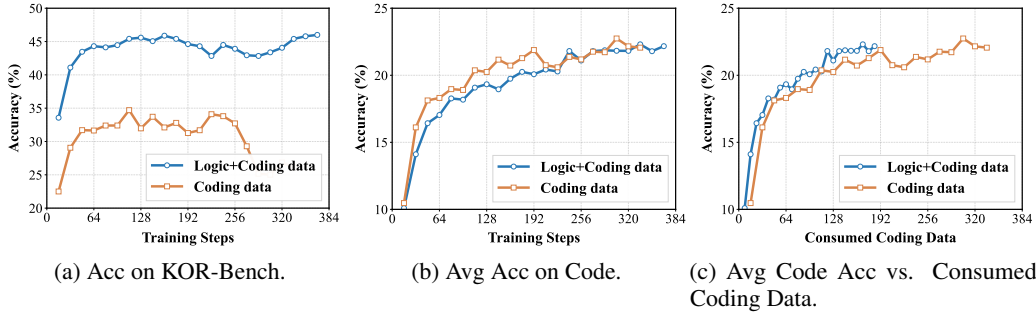 50
45
40
35
30
25
20
Accuracy (%)
Logic+Coding data
Coding data
0 64 128 192 256 320 384
Training Steps
(a) Acc on KOR-Bench.
25
20
15
10
Accuracy (%)
Logic+Coding data
Coding data
0 64 128 192 256 320 384
Training Steps
(b) Avg Acc on Code.
25
20
15
10
Accuracy (%)
Logic+Coding data
Coding data
0 64 128 192 256 320 384
Consumed Coding Data
(c) Avg Code Acc vs. Consumed
Coding Data.